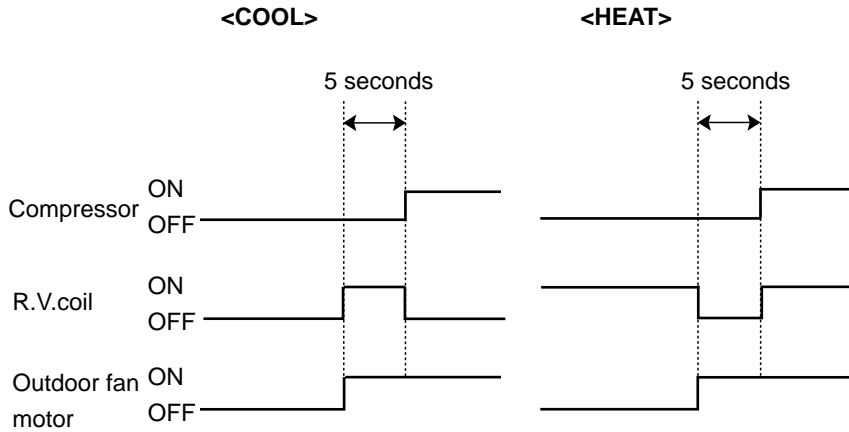 <COOL> <HEAT>
5 seconds 5 seconds
ON
Compressor
OFF
ON
R.V.coil
OFF
Outdoor fan ON
motor OFF